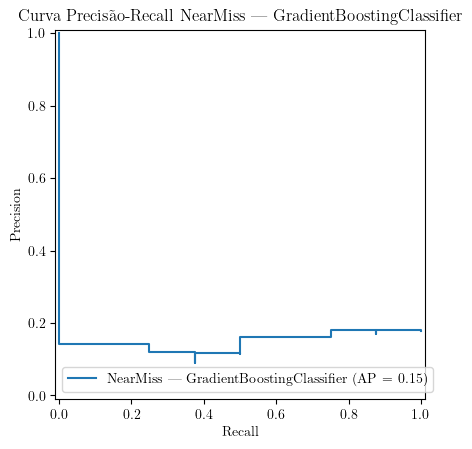 Curva Precisão-Recall NearMiss — GradientBoostingClassifier
1.0
0.8
0.6
0.4
0.2
0.0
Precision
NearMiss — GradientBoostingClassifier (AP = 0.15)
0.0 0.2 0.4 0.6 0.8 1.0
Recall